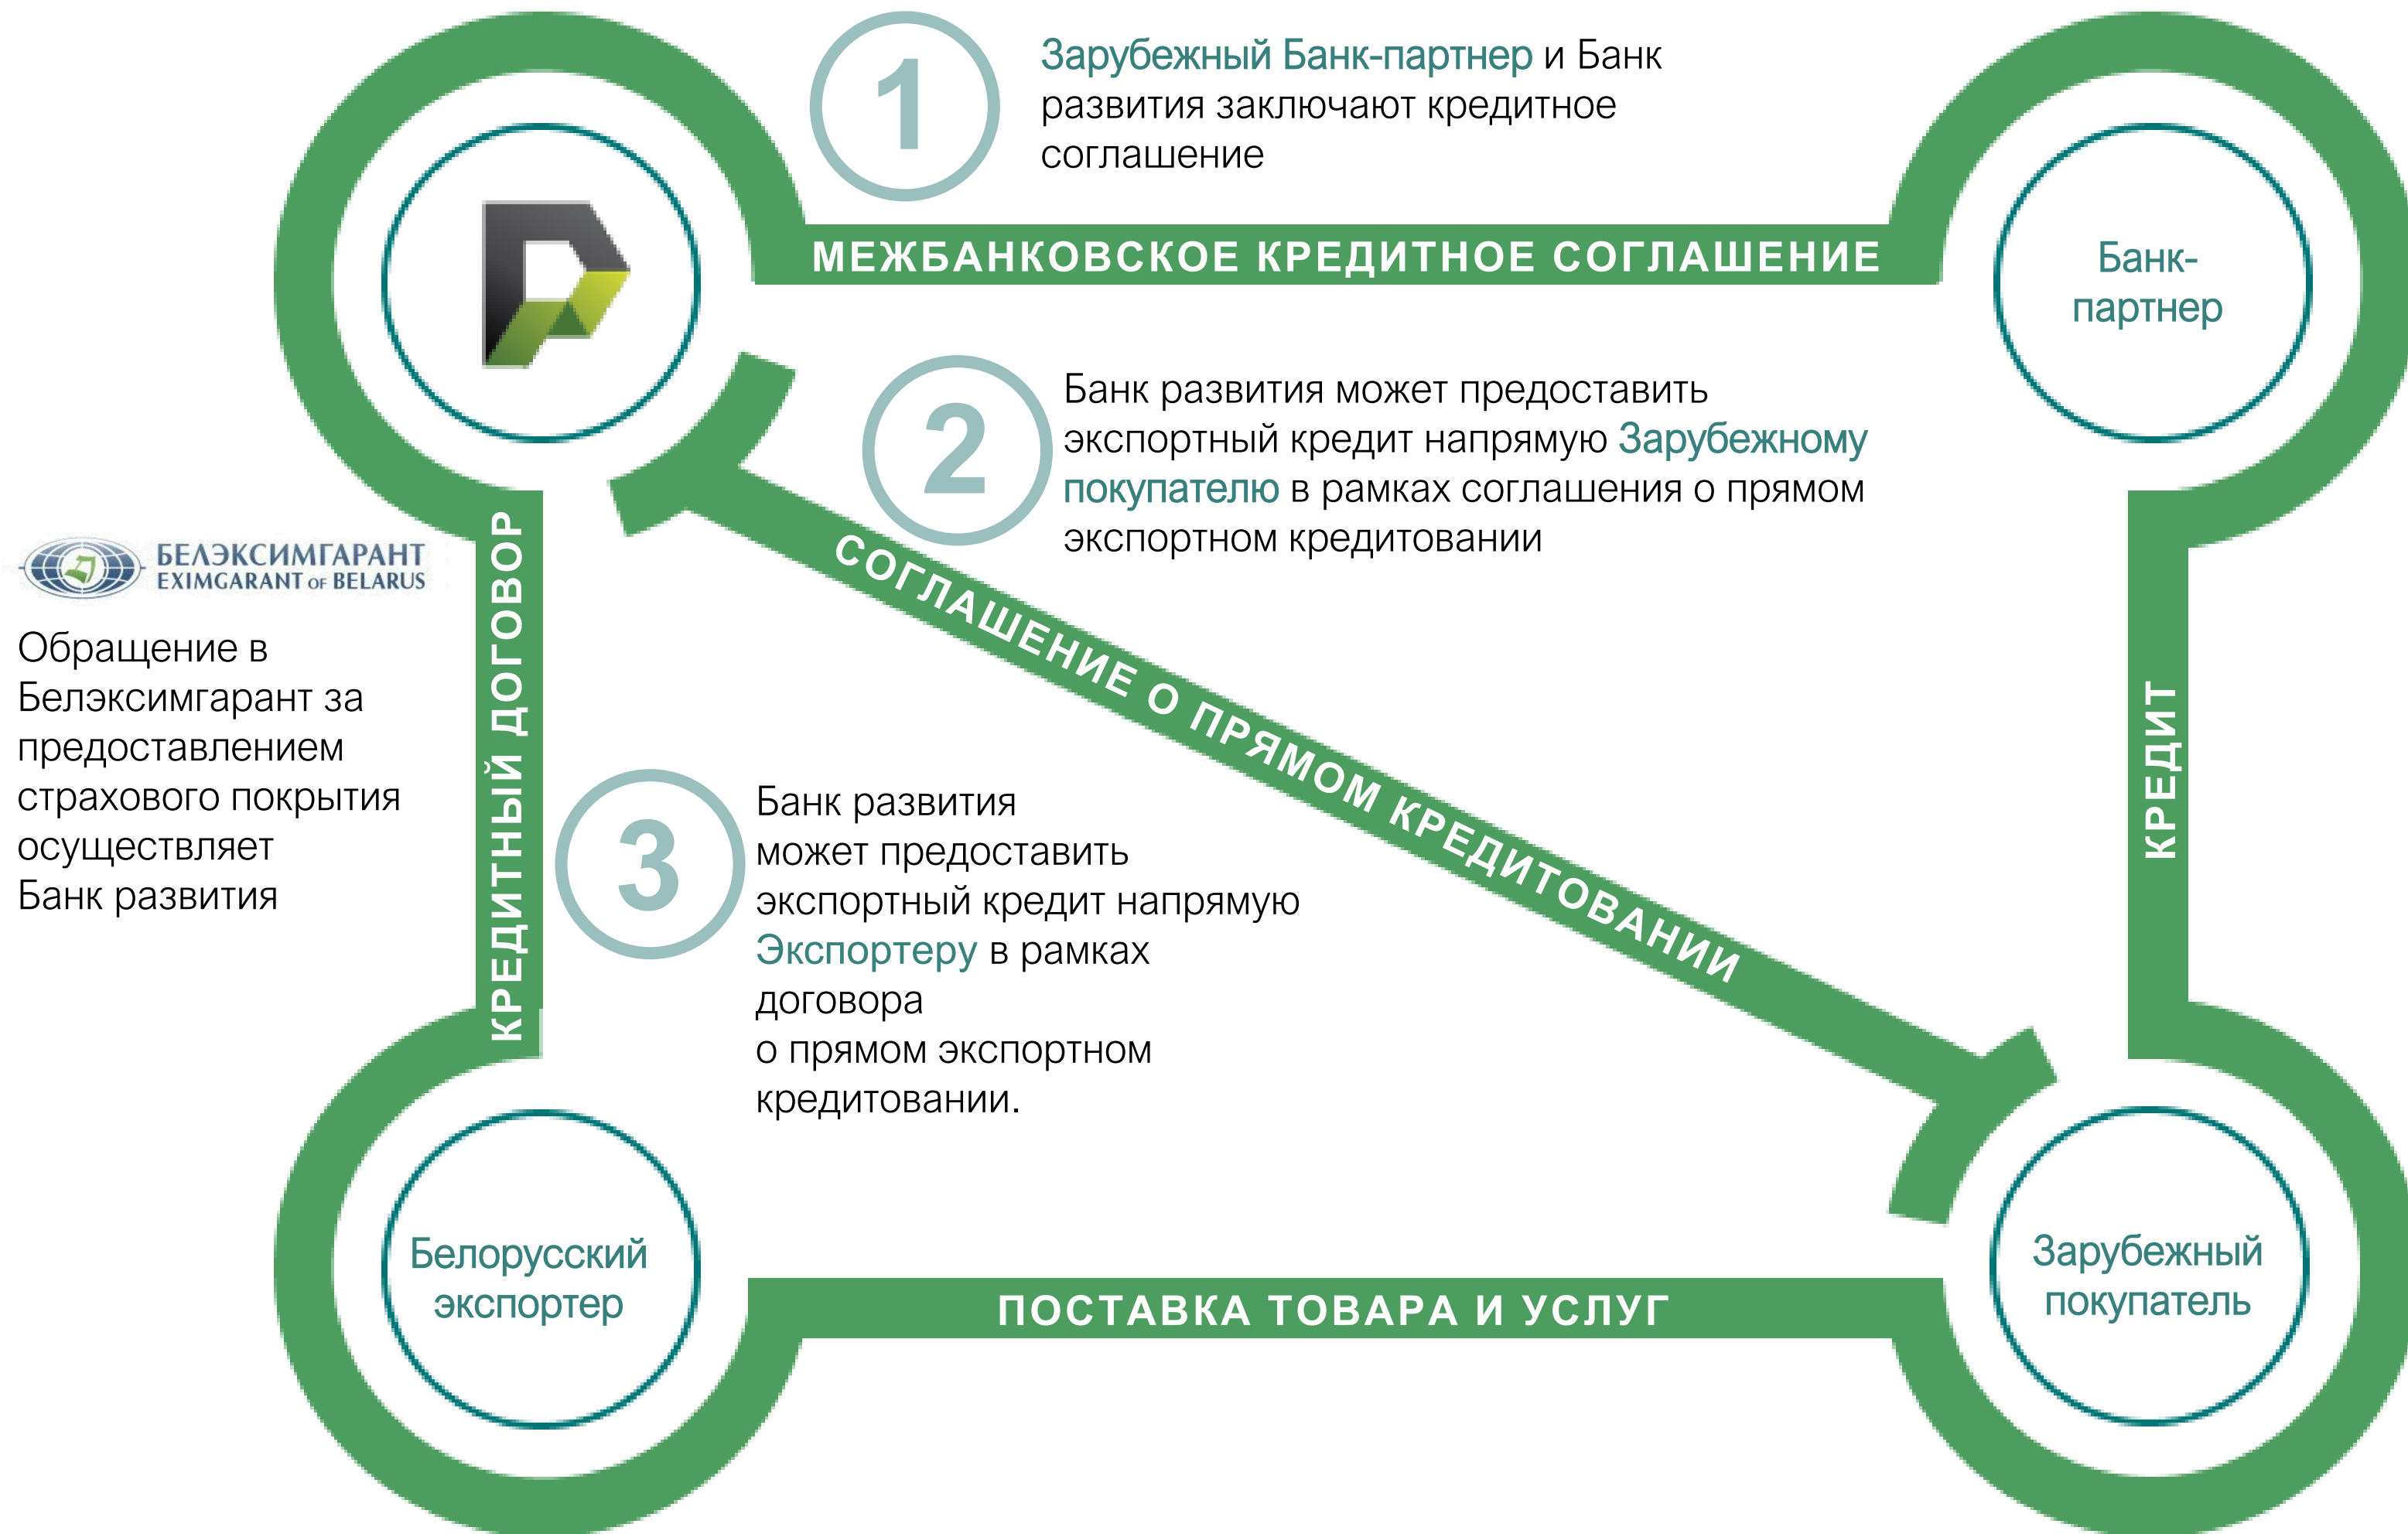 1
Зарубежный Банк-партнер и Банк
развития заключают кредитное
соглашение
МЕЖБАНКОВСКОЕ КРЕДИТНОЕ СОГЛАШЕНИЕ
Банк-
партнер
2
Банк развития может предоставить
экспортный кредит напрямую Зарубежному
покупателю в рамках соглашения о прямом
экспортном кредитовании
СОГЛАШЕНИЕ О ПРЯМОМ КРЕДИТОВАНИИ
БЕЛЭКСИМГАРАНТ
EXIMGARANT OF BELARUS
Обращение в
Белэксимгарант за
предоставлением
страхового покрытия
осуществляет
Банк развития
КРЕДИТНЫЙ ДОГОВОР
3
Банк развития
может предоставить
экспортный кредит напрямую
Экспортеру в рамках
договора
о прямом экспортном
кредитовании.
КРЕДИТ
Белорусский
экспортер
ПОСТАВКА ТОВАРА И УСЛУГ
Зарубежный
покупатель